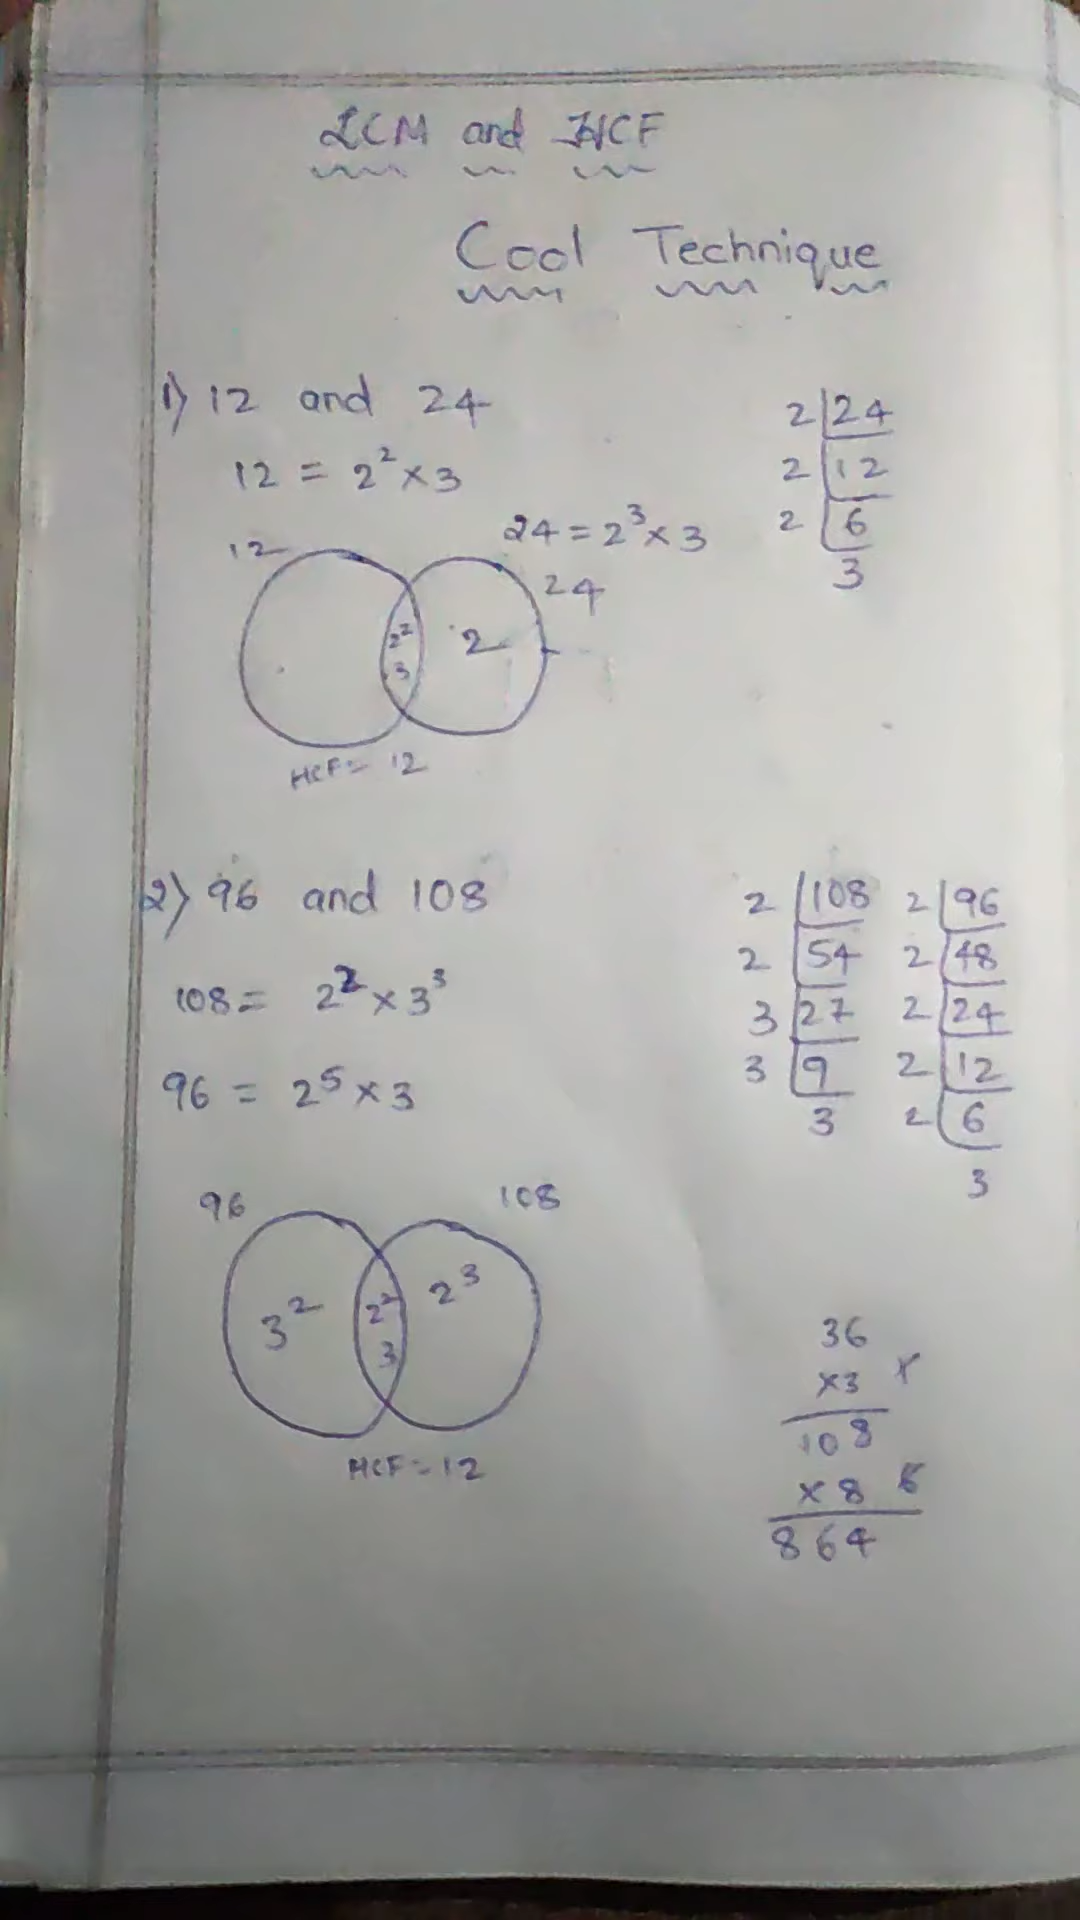 LCM and HCF
Cool Technique
1) 12 and 24
12 = 2² × 3
24 = 2³ × 3
2 | 24
2 | 12
2 | 6
3
12
24
2²
3
2
HCF = 12
2) 96 and 108
108 = 2² × 3³
96 = 2⁵ × 3
2 | 108
2 | 54
3 | 27
3 | 9
3
2 | 96
2 | 48
2 | 24
2 | 12
2 | 6
3
96
108
3²
2²
3
2³
HCF = 12
36
×3
108
×8
864